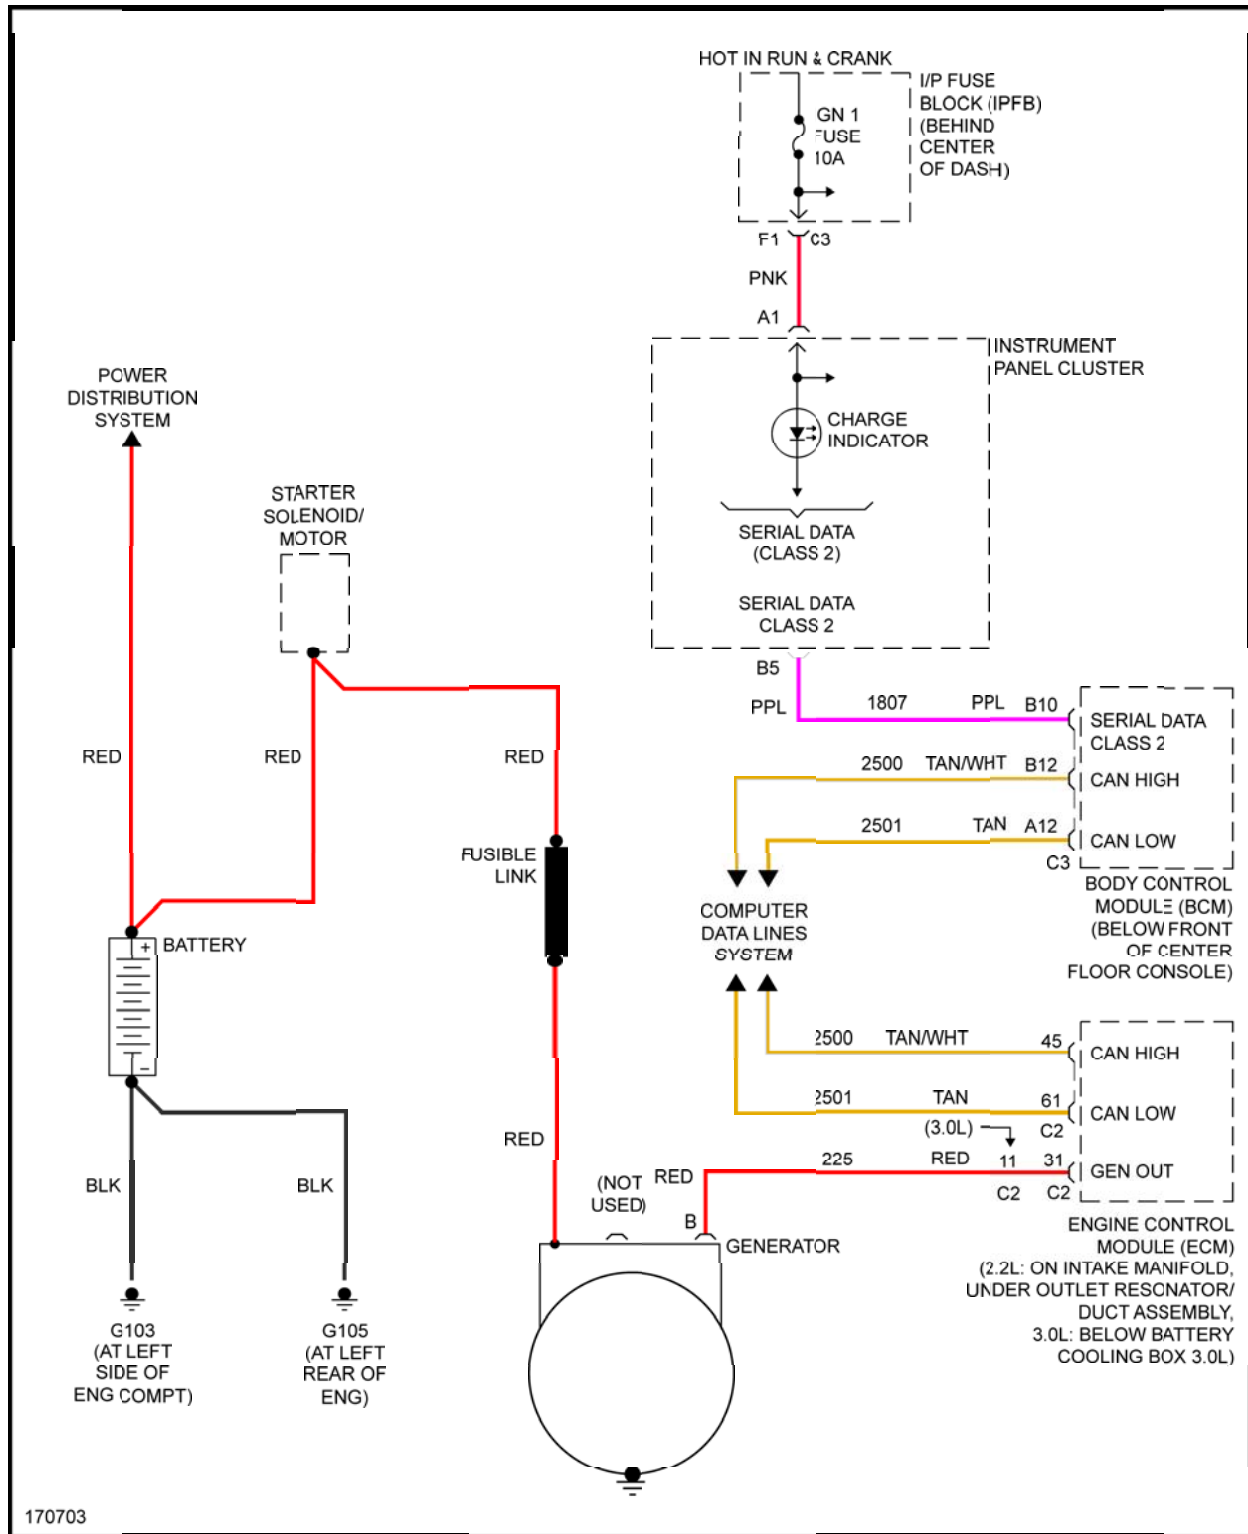 HOT IN RUN & CRANK
I/P FUSE
BLOCK (IPFB)
(BEHIND
CENTER
OF DASH)
GN 1
FUSE
10A
F1
C3
PNK
A1
INSTRUMENT
PANEL CLUSTER
CHARGE
INDICATOR
SERIAL DATA
(CLASS 2)
SERIAL DATA
CLASS 2
B5
PPL
1807
PPL
B10
SERIAL DATA
CLASS 2
2500
TAN/WHT
B12
CAN HIGH
2501
TAN
A12
CAN LOW
C3
BODY CONTROL
MODULE (BCM)
(BELOW FRONT
OF CENTER
FLOOR CONSOLE)
COMPUTER
DATA LINES
SYSTEM
2500
TAN/WHT
45
CAN HIGH
2501
TAN
61
CAN LOW
(3.0L)
C2
225
RED
11
31
GEN OUT
C2
C2
ENGINE CONTROL
MODULE (ECM)
(2.2L: ON INTAKE MANIFOLD,
UNDER OUTLET RESONATOR/
DUCT ASSEMBLY,
3.0L: BELOW BATTERY
COOLING BOX 3.0L)
POWER
DISTRIBUTION
SYSTEM
STARTER
SOLENOID/
MOTOR
RED
RED
RED
FUSIBLE
LINK
+
BATTERY
-
RED
BLK
BLK
(NOT
USED)
RED
B
GENERATOR
G103
(AT LEFT
SIDE OF
ENG COMPT)
G105
(AT LEFT
REAR OF
ENG)
170703